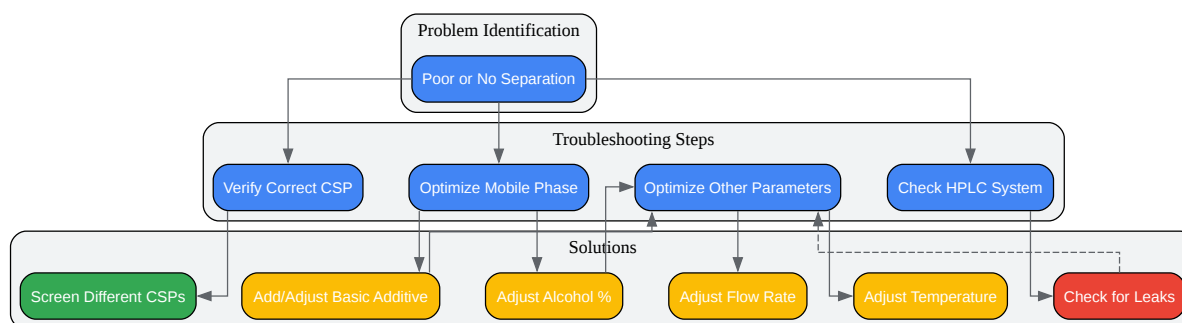 Problem Identification
Poor or No Separation
Troubleshooting Steps
Verify Correct CSP
Optimize Mobile Phase
Optimize Other Parameters
Check HPLC System
Solutions
Screen Different CSPs
Add/Adjust Basic Additive
Adjust Alcohol %
Adjust Flow Rate
Adjust Temperature
Check for Leaks